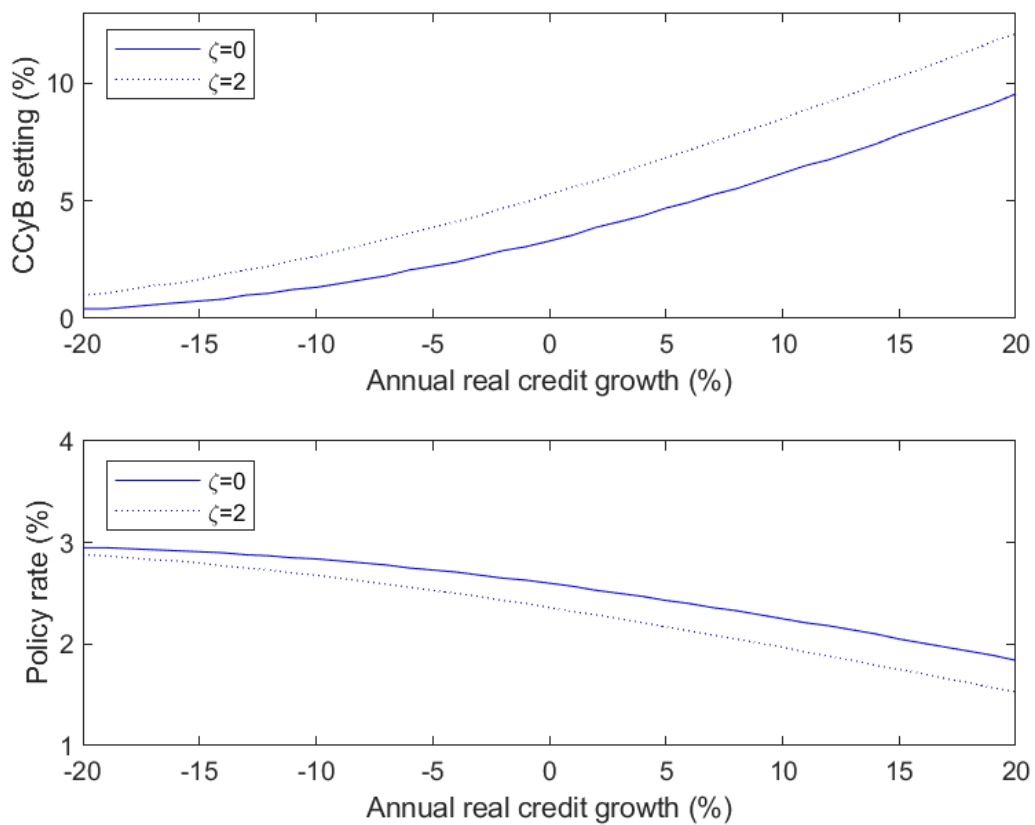 CCyB setting (%)
10
5
0
ζ=0
ζ=2
-20 -15 -10 -5 0 5 10 15 20
Annual real credit growth (%)
Policy rate (%)
4
3
2
1
ζ=0
ζ=2
-20 -15 -10 -5 0 5 10 15 20
Annual real credit growth (%)